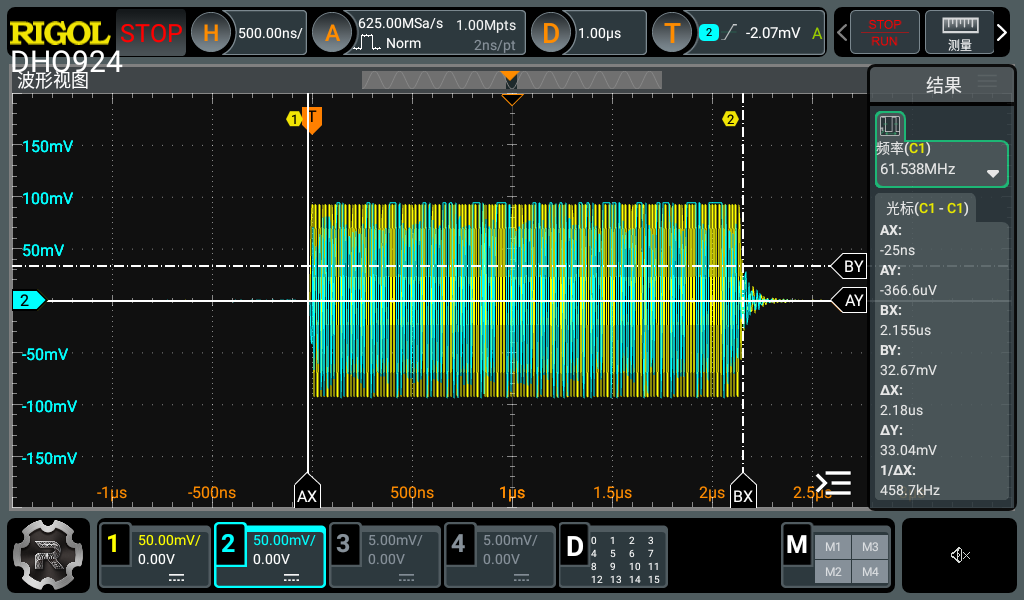 RIGOL STOP H 500.00ns/ A 625.00MSa/s 1.00Mpts
Norm 2ns/pt D 1.00µs T 2 -2.07mV A STOP
RUN 测量
DHO924
波形视图 结果
1 T 2
150mV
频率(C1)
61.538MHz
100mV
光标(C1 - C1)
AX:
50mV
-25ns
BY
AY:
-366.6uV
2 AY
BX:
2.155us
-50mV
BY:
32.67mV
ΔX:
-100mV
2.18us
ΔY:
-150mV
33.04mV
1/ΔX:
458.7kHz
-1µs -500ns AX 500ns 1µs 1.5µs 2µs BX 2.5µs
1 50.00mV/
0.00V
2 50.00mV/
0.00V
3 5.00mV/
0.00V
4 5.00mV/
0.00V
D 0 1 2 3
4 5 6 7
8 9 10 11
12 13 14 15
M M1 M3
M2 M4